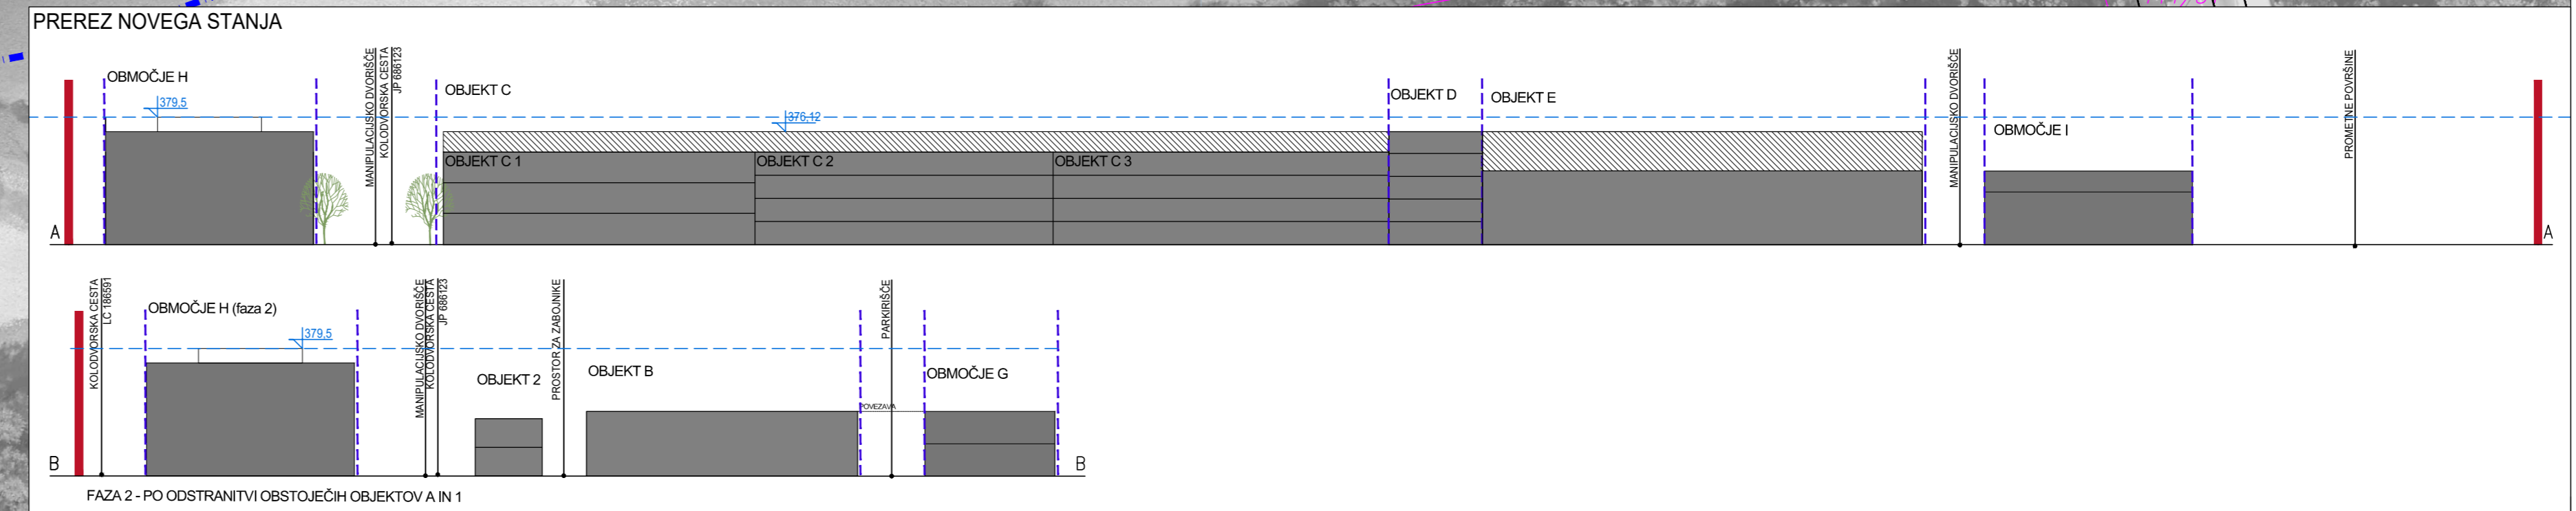 PREREZ NOVEGA STANJA
OBMOČJE H
379,5
MANIPULACIJSKO DVORIŠČE
KOLODVORSKA CESTA
JP 686123
OBJEKT C
376,12
OBJEKT C 1
OBJEKT C 2
OBJEKT C 3
OBJEKT D
OBJEKT E
MANIPULACIJSKO DVORIŠČE
OBMOČJE I
PROMETNE POVRŠINE
A
A
KOLODVORSKA CESTA
LC 186591
OBMOČJE H (faza 2)
379,5
MANIPULACIJSKO DVORIŠČE
KOLODVORSKA CESTA
JP 686123
OBJEKT 2
PROSTOR ZA ZABOJNIKE
OBJEKT B
POVEZAVA
PARKIRIŠČE
OBMOČJE G
B
B
FAZA 2 - PO ODSTRANITVI OBSTOJEČIH OBJEKTOV A IN 1